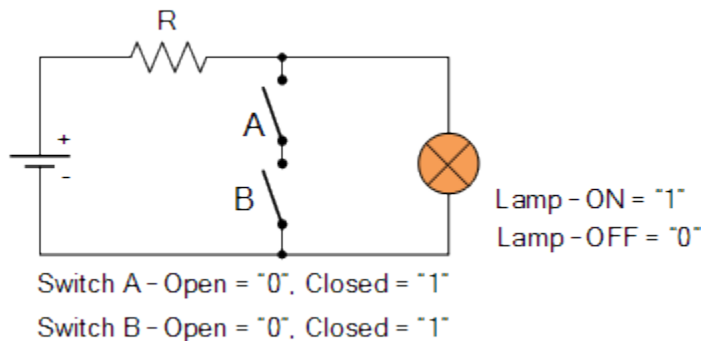 R
A
+
-
B
Lamp - ON = "1"
Lamp - OFF = "0"
Switch A - Open = "0", Closed = "1"
Switch B - Open = "0", Closed = "1"